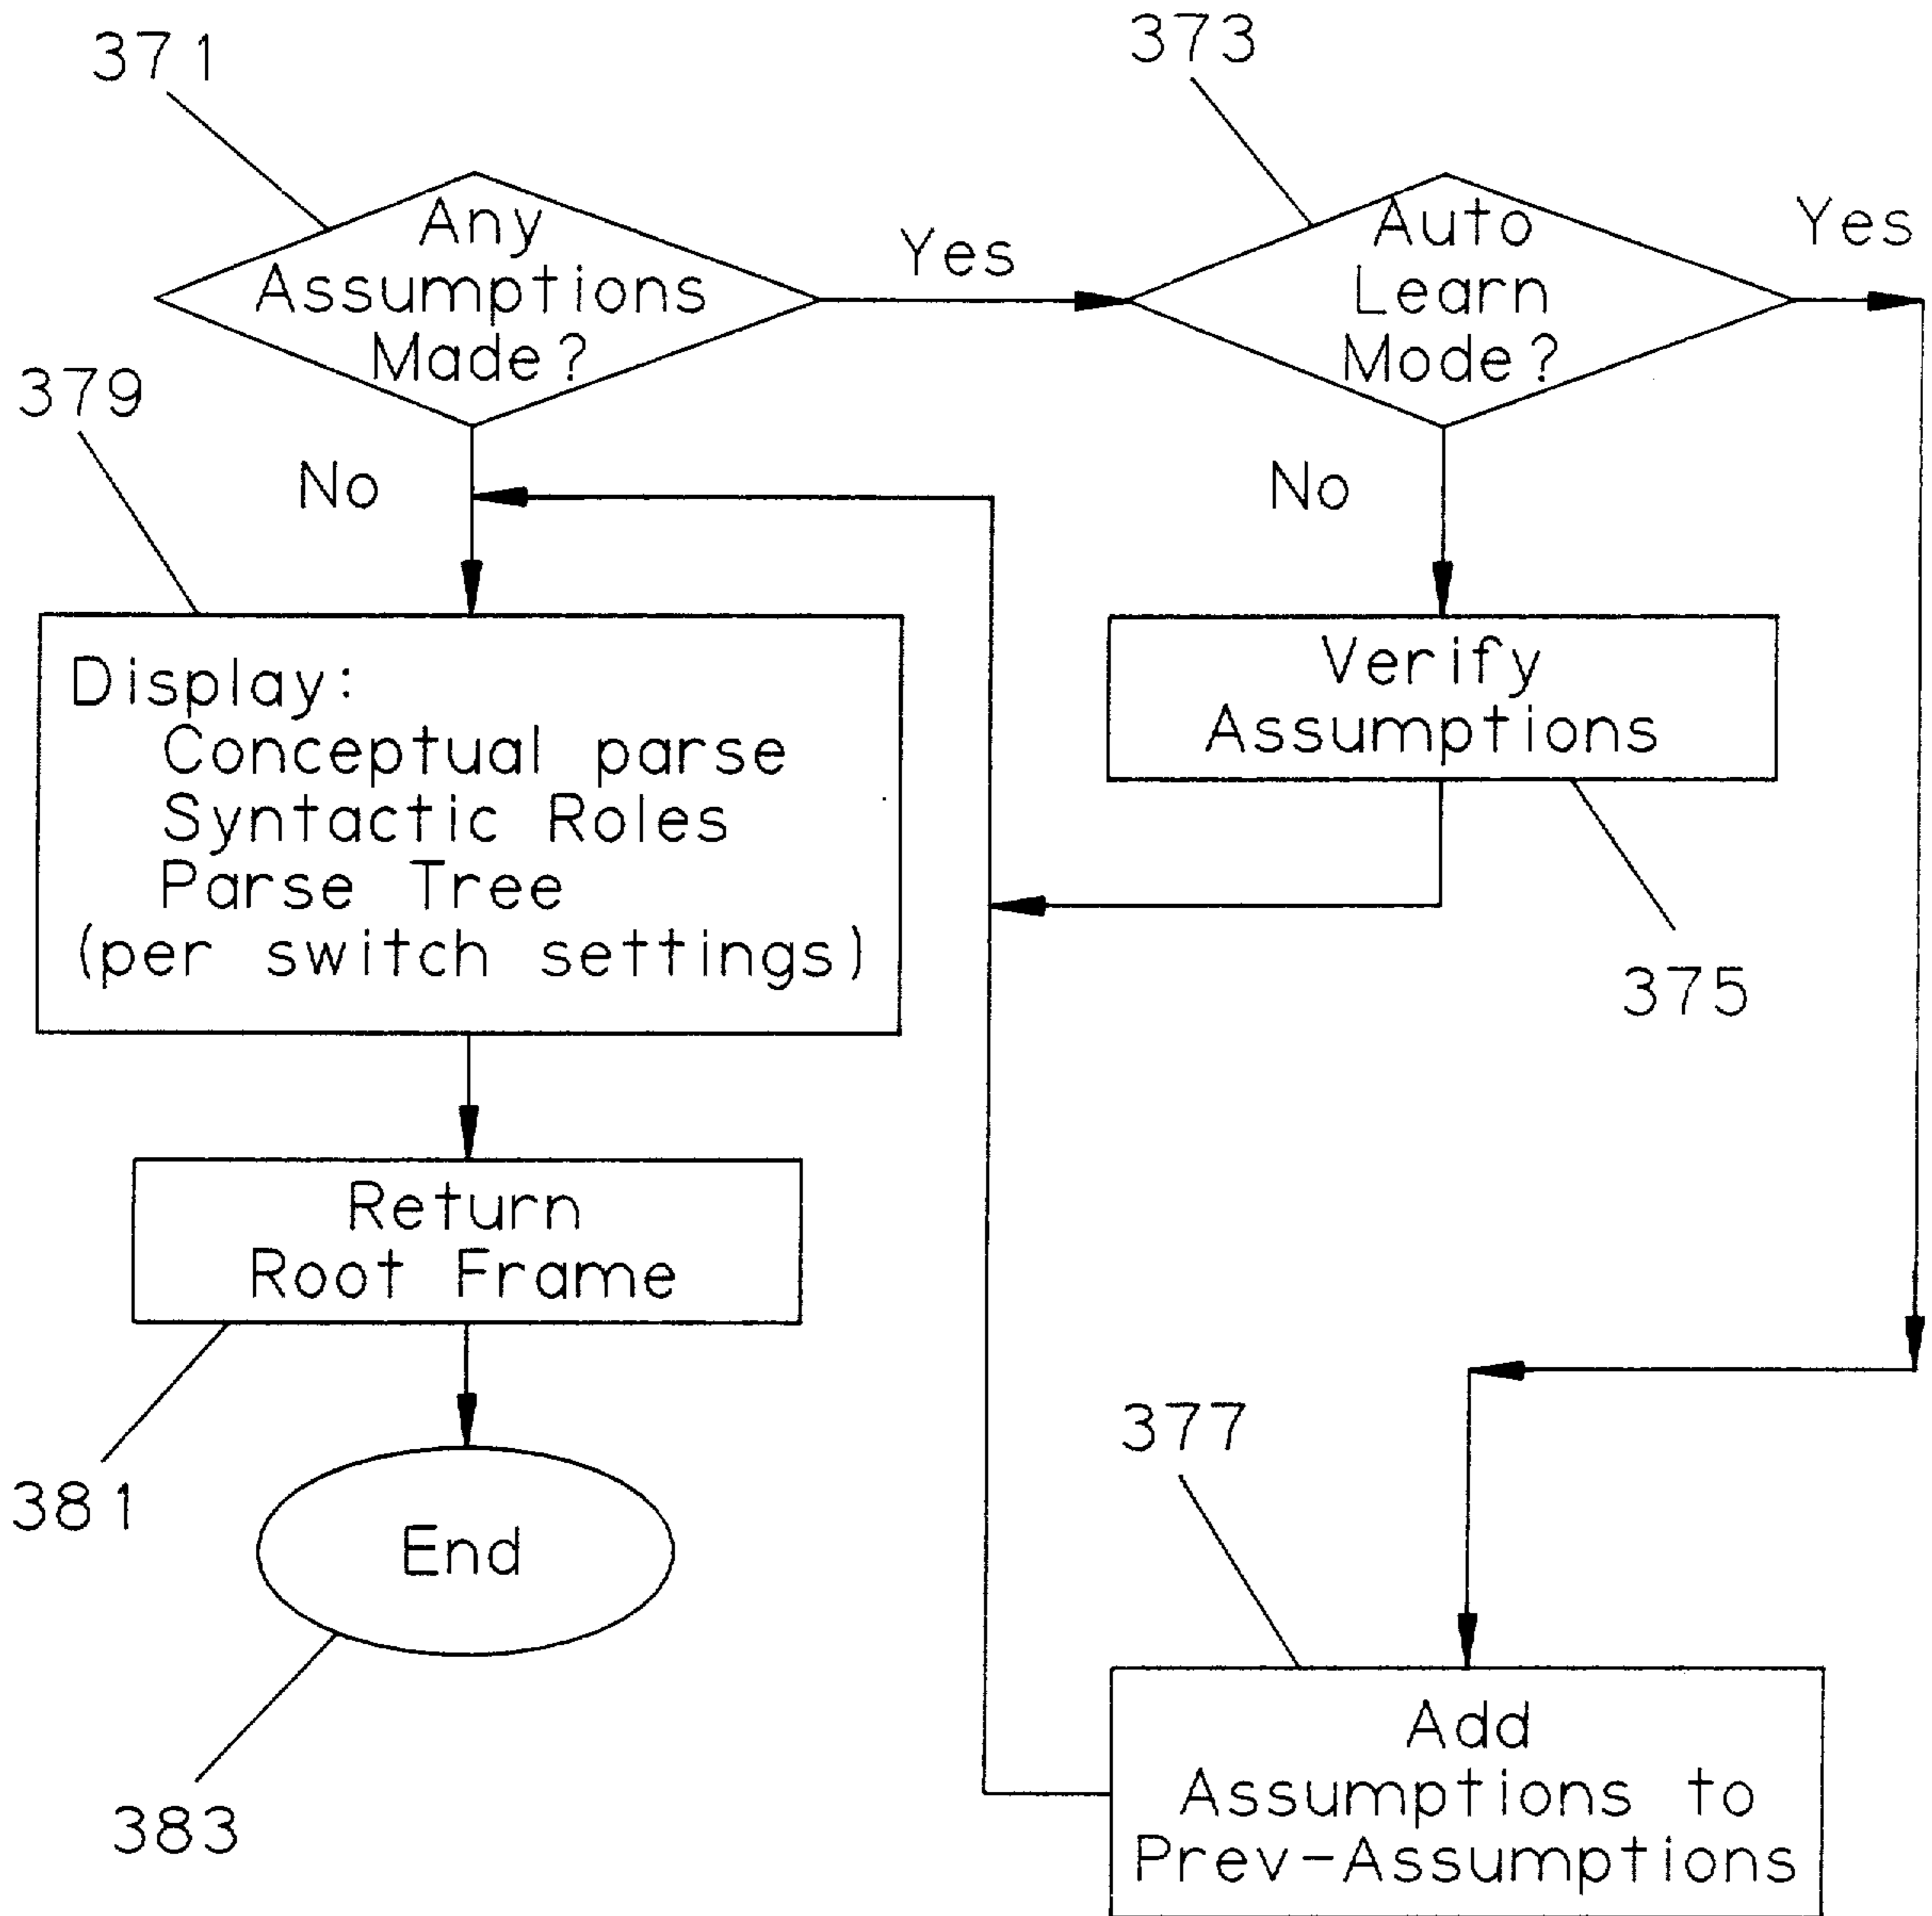 371
373
Any
Assumptions
Made?
Yes
Auto
Learn
Mode?
Yes
379
No
No
Display:
Conceptual parse
Syntactic Roles
Parse Tree
(per switch settings)
Verify
Assumptions
375
Return
Root Frame
381
377
End
383
Add
Assumptions to
Prev-Assumptions